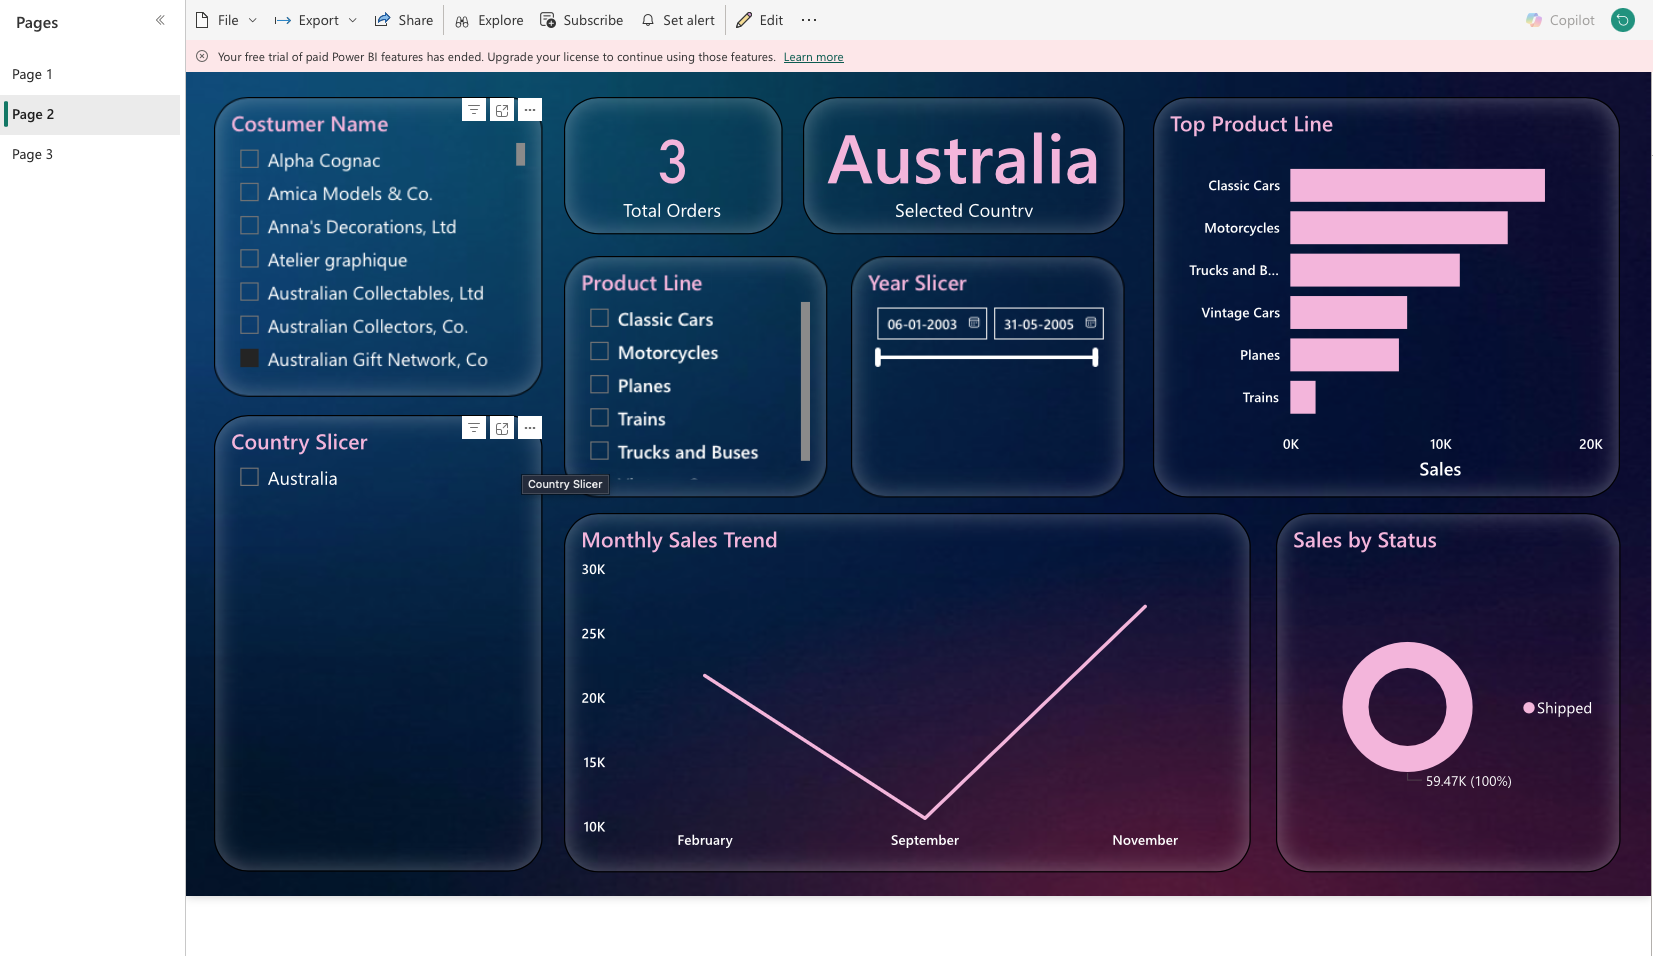 Pages
Page 1
Page 2
Page 3
File
Export
Share
Explore
Subscribe
Set alert
Edit
Copilot
Your free trial of paid Power BI features has ended. Upgrade your license to continue using those features. Learn more
Costumer Name
Alpha Cognac
Amica Models & Co.
Anna's Decorations, Ltd
Atelier graphique
Australian Collectables, Ltd
Australian Collectors, Co.
Australian Gift Network, Co
Country Slicer
Australia
Country Slicer
3
Total Orders
Australia
Selected Country
Product Line
Classic Cars
Motorcycles
Planes
Trains
Trucks and Buses
Year Slicer
06-01-2003
31-05-2005
Top Product Line
Classic Cars
Motorcycles
Trucks and B...
Vintage Cars
Planes
Trains
0K 10K 20K
Sales
Monthly Sales Trend
30K
25K
20K
15K
10K
February September November
Sales by Status
Shipped
59.47K (100%)